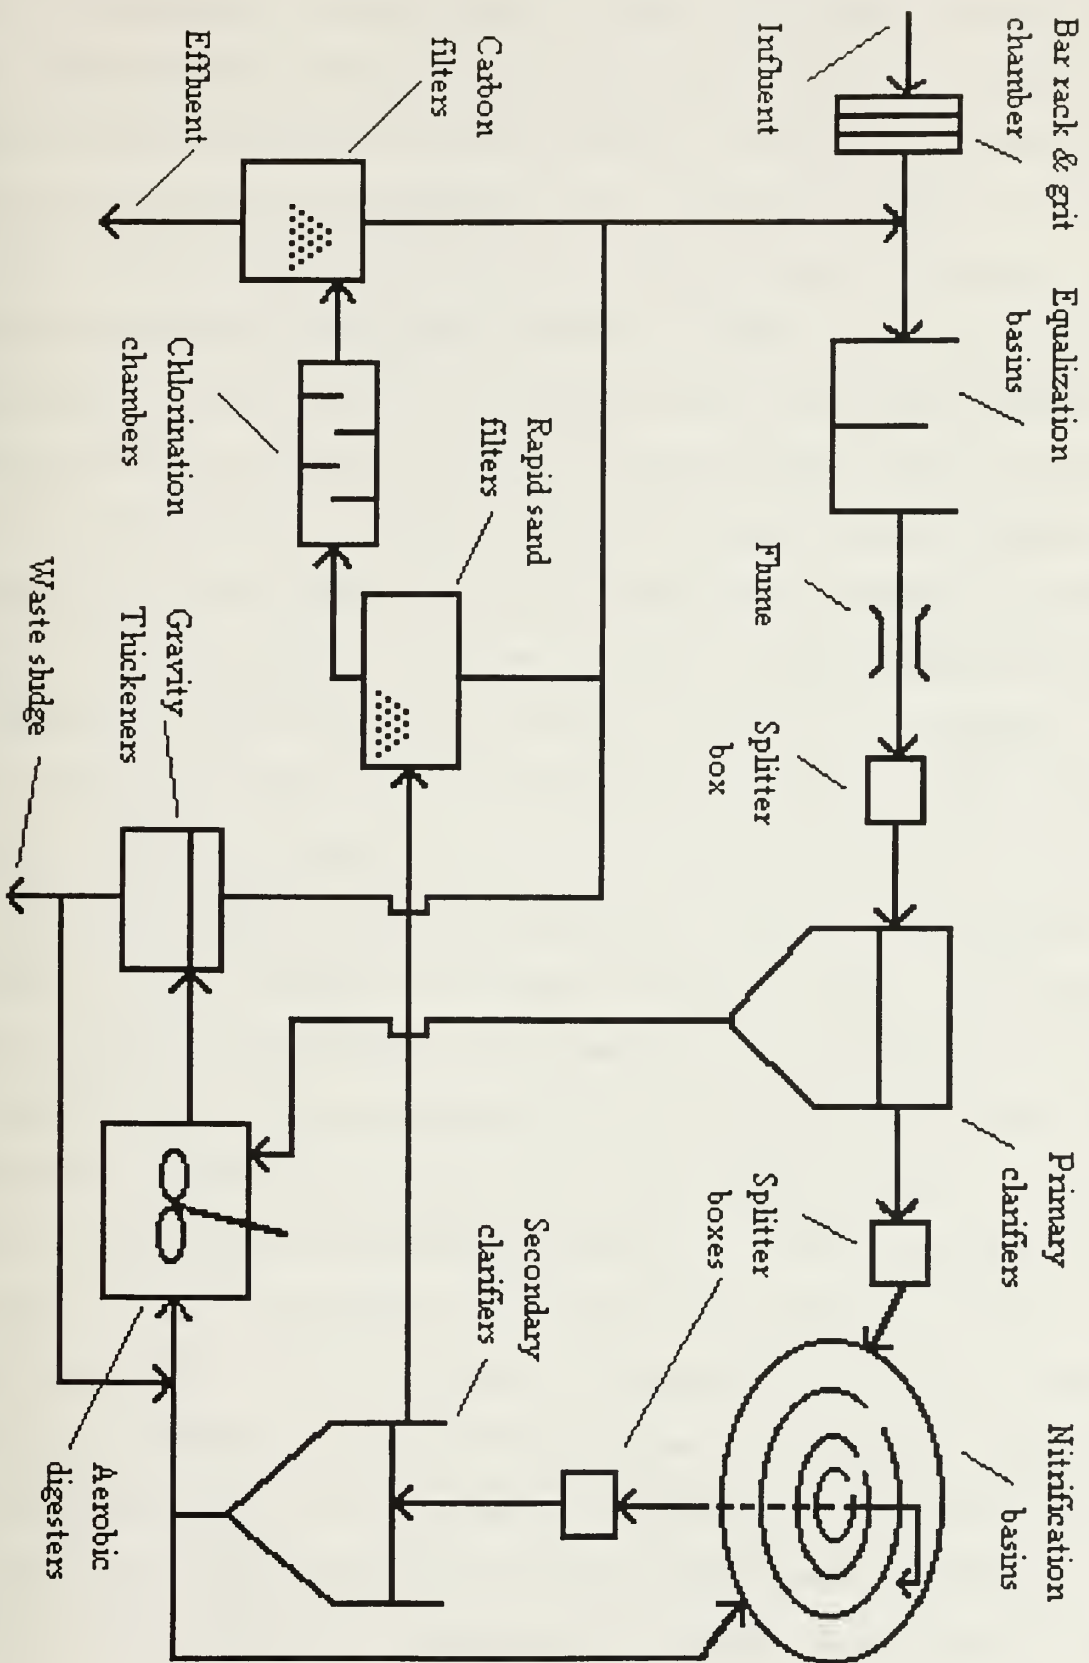 Bar rack & grit
chamber
Influent
Equalization
basins
Flume
Splitter
box
Primary
clarifiers
Splitter
boxes
Nitrification
basins
Carbon
filters
Effluent
Chlorination
chambers
Rapid sand
filters
Secondary
clarifiers
Gravity
Thickeners
Waste sludge
Aerobic
digesters